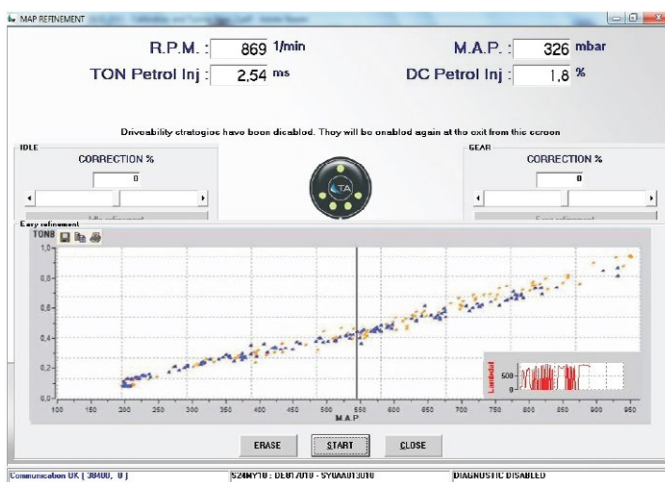 MAP REFINEMENT
R.P.M. : 869 1/min
M.A.P. : 326 mbar
TON Petrol Inj : 2,54 ms
DC Petrol Inj : 1,8 %
Driveability strategies have been disabled. They will be enabled again at the exit from this screen
IDLE
GEAR
CORRECTION %
CORRECTION %
0
0
TA
Idle refinement
Easy refinement
TONB
1,0
0,8
0,6
0,4
0,2
0,0
Lambda1
500
0
100 150 200 250 300 350 400 450 500 550 600 650 700 750 800 850 900 950
M.A.P
ERASE START CLOSE
DIAGNOSTIC DISABLED